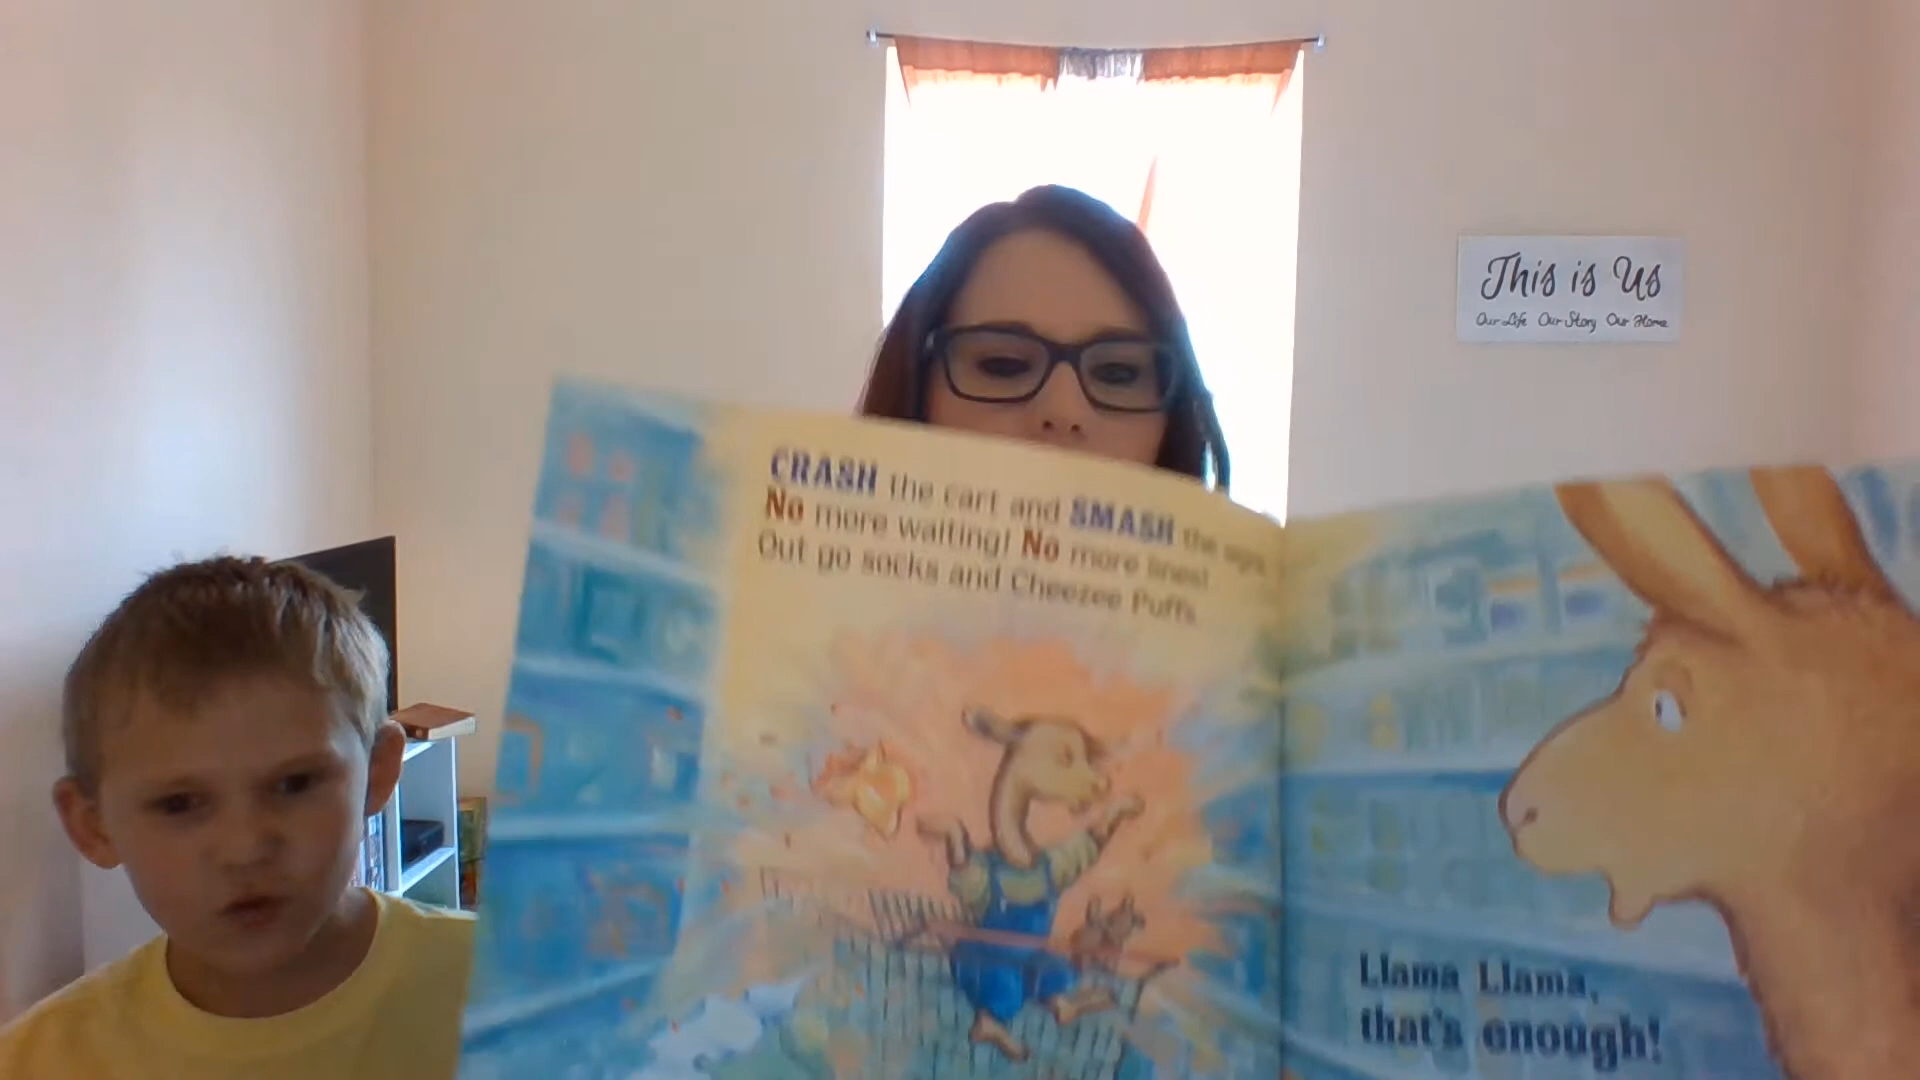 This is Us
Our Life Our Story Our Home
CRASH the cart and SMASH the
No more waiting! No more lines!
Out go socks and Cheezee Puffs
Llama Llama,
that's enough!